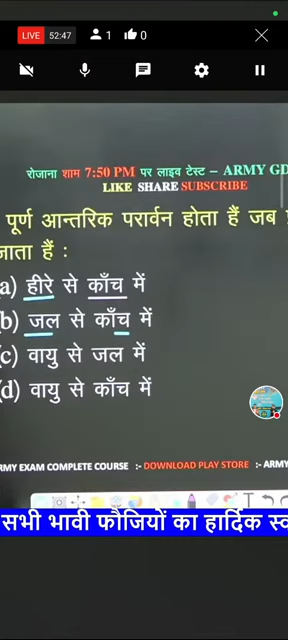 LIVE 52:47 1 0
रोजाना शाम 7:50 PM पर लाइव टेस्ट – ARMY GD
LIKE SHARE SUBSCRIBE
पूर्ण आन्तरिक परार्वन होता हैं जब
जाता हैं :
a) हीरे से काँच में
b) जल से काँच में
(c) वायु से जल में
(d) वायु से काँच में
RMY EXAM COMPLETE COURSE :- DOWNLOAD PLAY STORE :- ARMY
सभी भावी फौजियों का हार्दिक